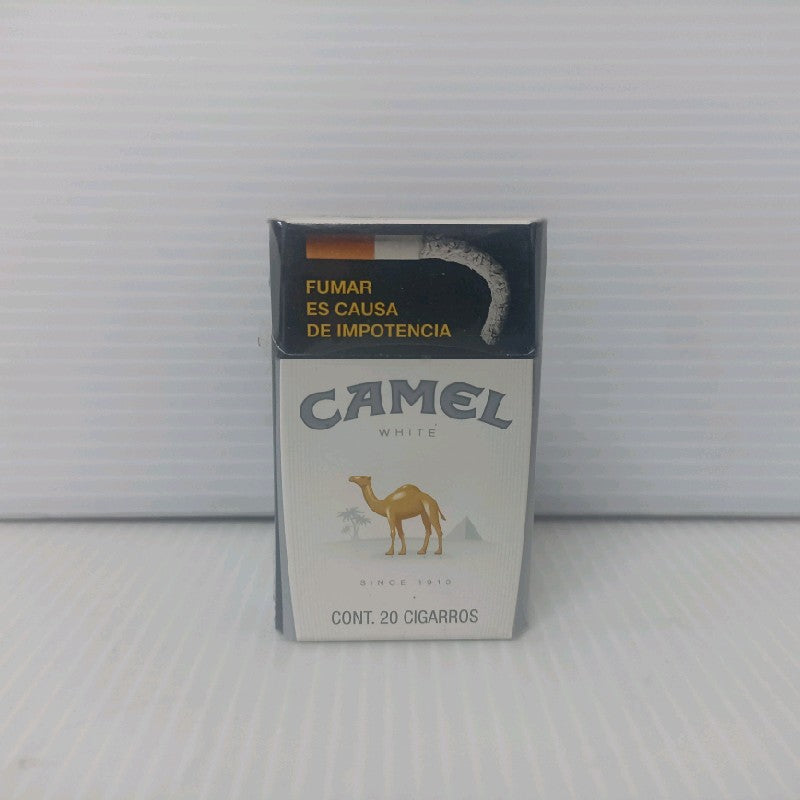 FUMAR
ES CAUSA
DE IMPOTENCIA
CAMEL
WHITE
SINCE 1913
CONT. 20 CIGARROS